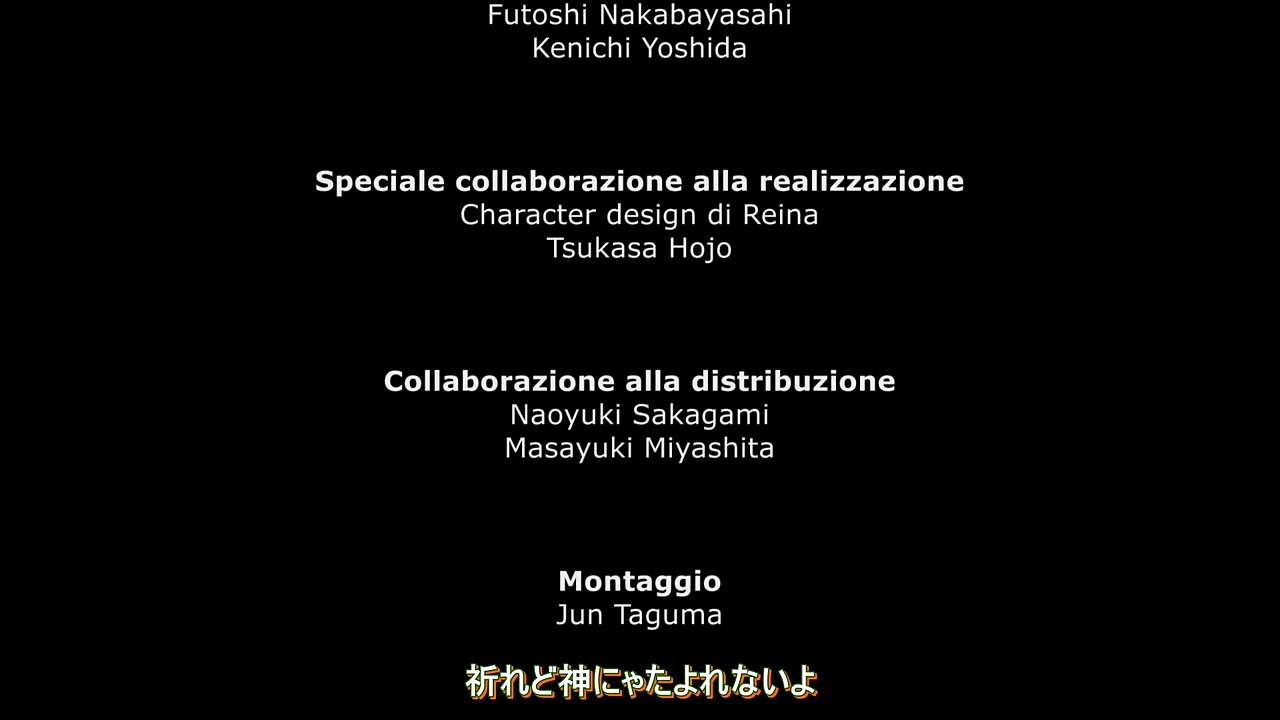 Futoshi Nakabayasahi
Kenichi Yoshida
Speciale collaborazione alla realizzazione
Character design di Reina
Tsukasa Hojo
Collaborazione alla distribuzione
Naoyuki Sakagami
Masayuki Miyashita
Montaggio
Jun Taguma
祈れど神にゃたよれないよ